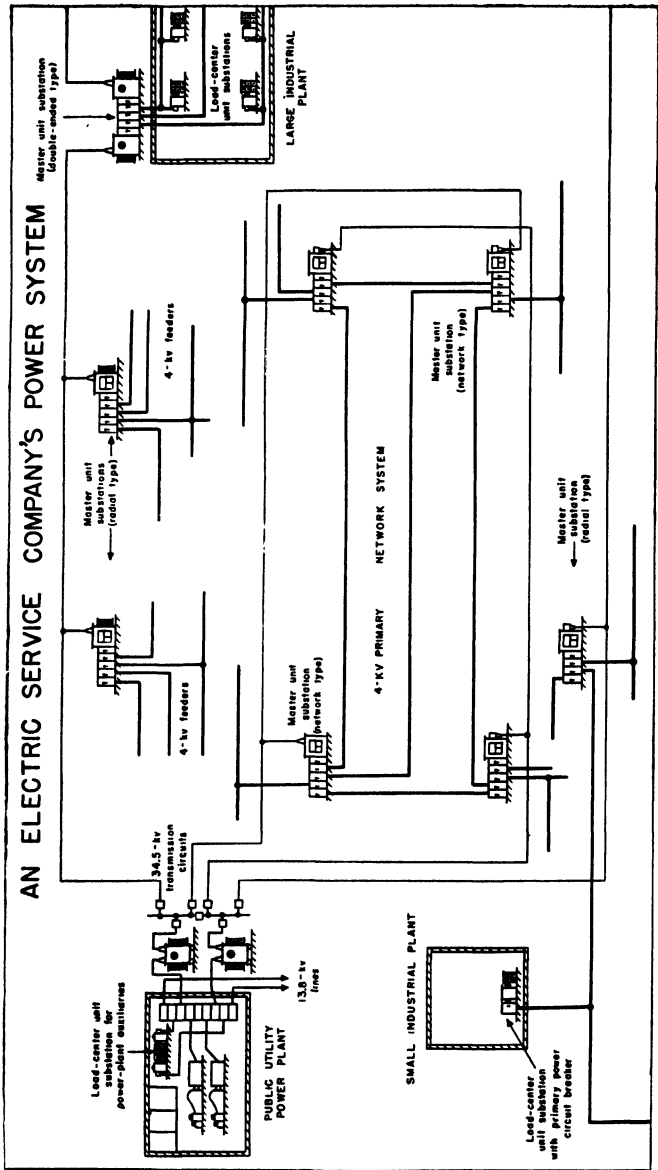 AN ELECTRIC SERVICE COMPANY'S POWER SYSTEM
Load-center unit
substation for
power-plant auxiliaries
PUBLIC UTILITY
POWER PLANT
13.8-kv
lines
34.5-kv
transmission
circuits
4-kv feeders
Master unit
substations
(radial type)
4-kv feeders
Master unit substation
(double-ended type)
Load-center
unit substations
LARGE INDUSTRIAL
PLANT
Master unit
substation
(network type)
4-KV PRIMARY NETWORK SYSTEM
Master unit
substation
(network type)
SMALL INDUSTRIAL PLANT
Load-center
unit substation
with primary power
circuit breaker
Master unit
substation
(radial type)